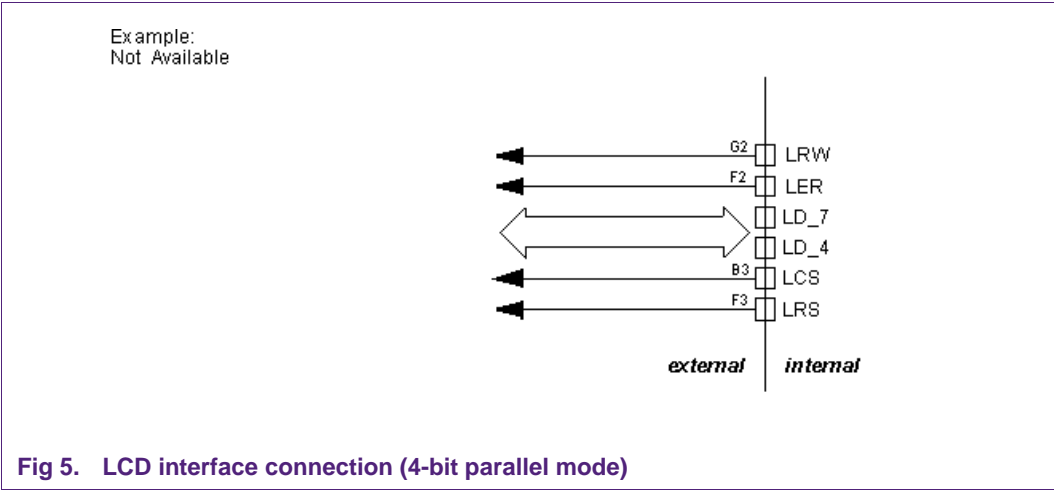 Example:
Not Available
G2 LRW
F2 LER
LD_7
LD_4
B3 LCS
F3 LRS
external internal
Fig 5. LCD interface connection (4-bit parallel mode)